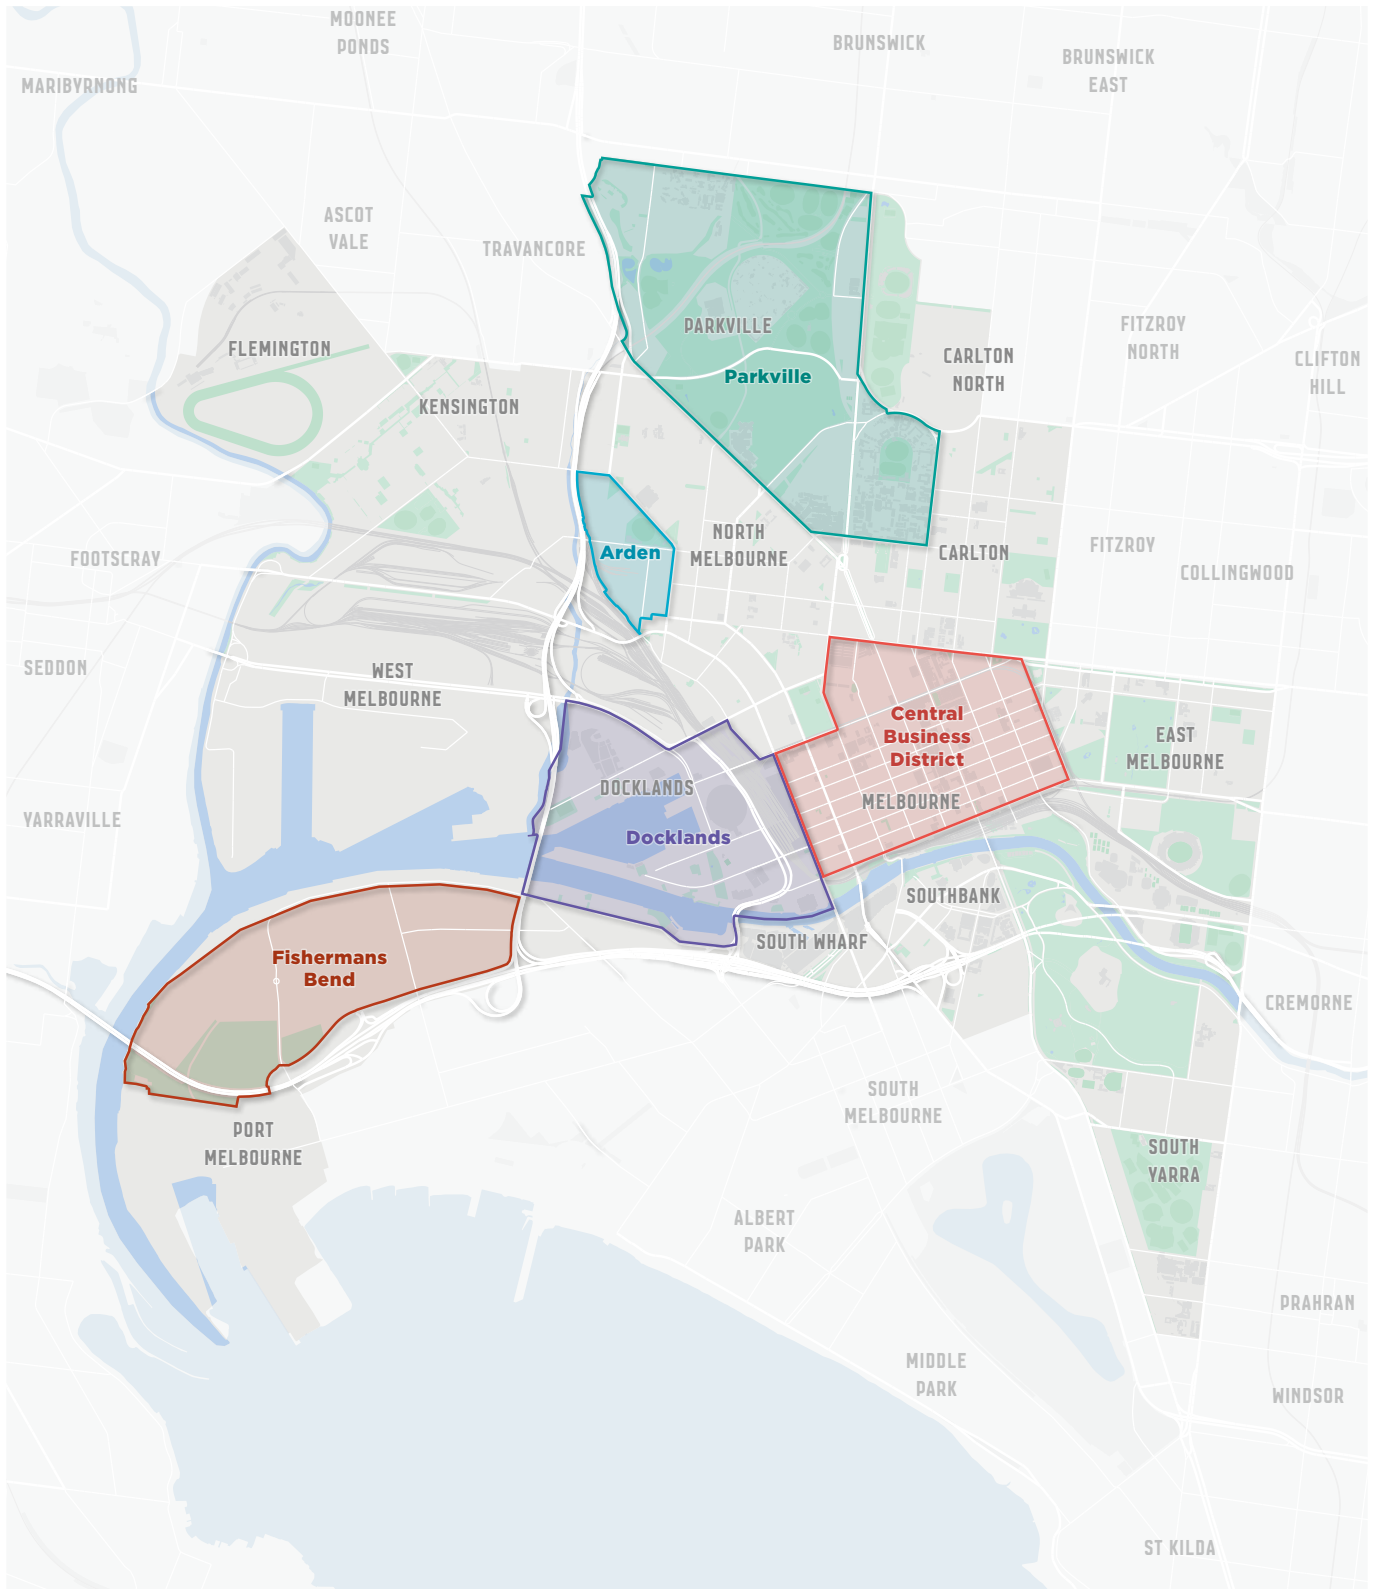 MOONEE
PONDS
BRUNSWICK
BRUNSWICK
EAST
MARIBYRNONG
ASCOT
VALE
TRAVANCORE
PARKVILLE
Parkville
FLEMINGTON
KENSINGTON
CARLTON
NORTH
FITZROY
NORTH
CLIFTON
HILL
FOOTSCRAY
Arden
NORTH
MELBOURNE
CARLTON
FITZROY
COLLINGWOOD
SEDDON
WEST
MELBOURNE
Central
Business
District
MELBOURNE
EAST
MELBOURNE
DOCKLANDS
Docklands
YARRAVILLE
SOUTHBANK
SOUTH WHARF
Fishermans
Bend
CREMORNE
SOUTH
MELBOURNE
PORT
MELBOURNE
SOUTH
YARRA
ALBERT
PARK
PRAHRAN
MIDDLE
PARK
WINDSOR
ST KILDA